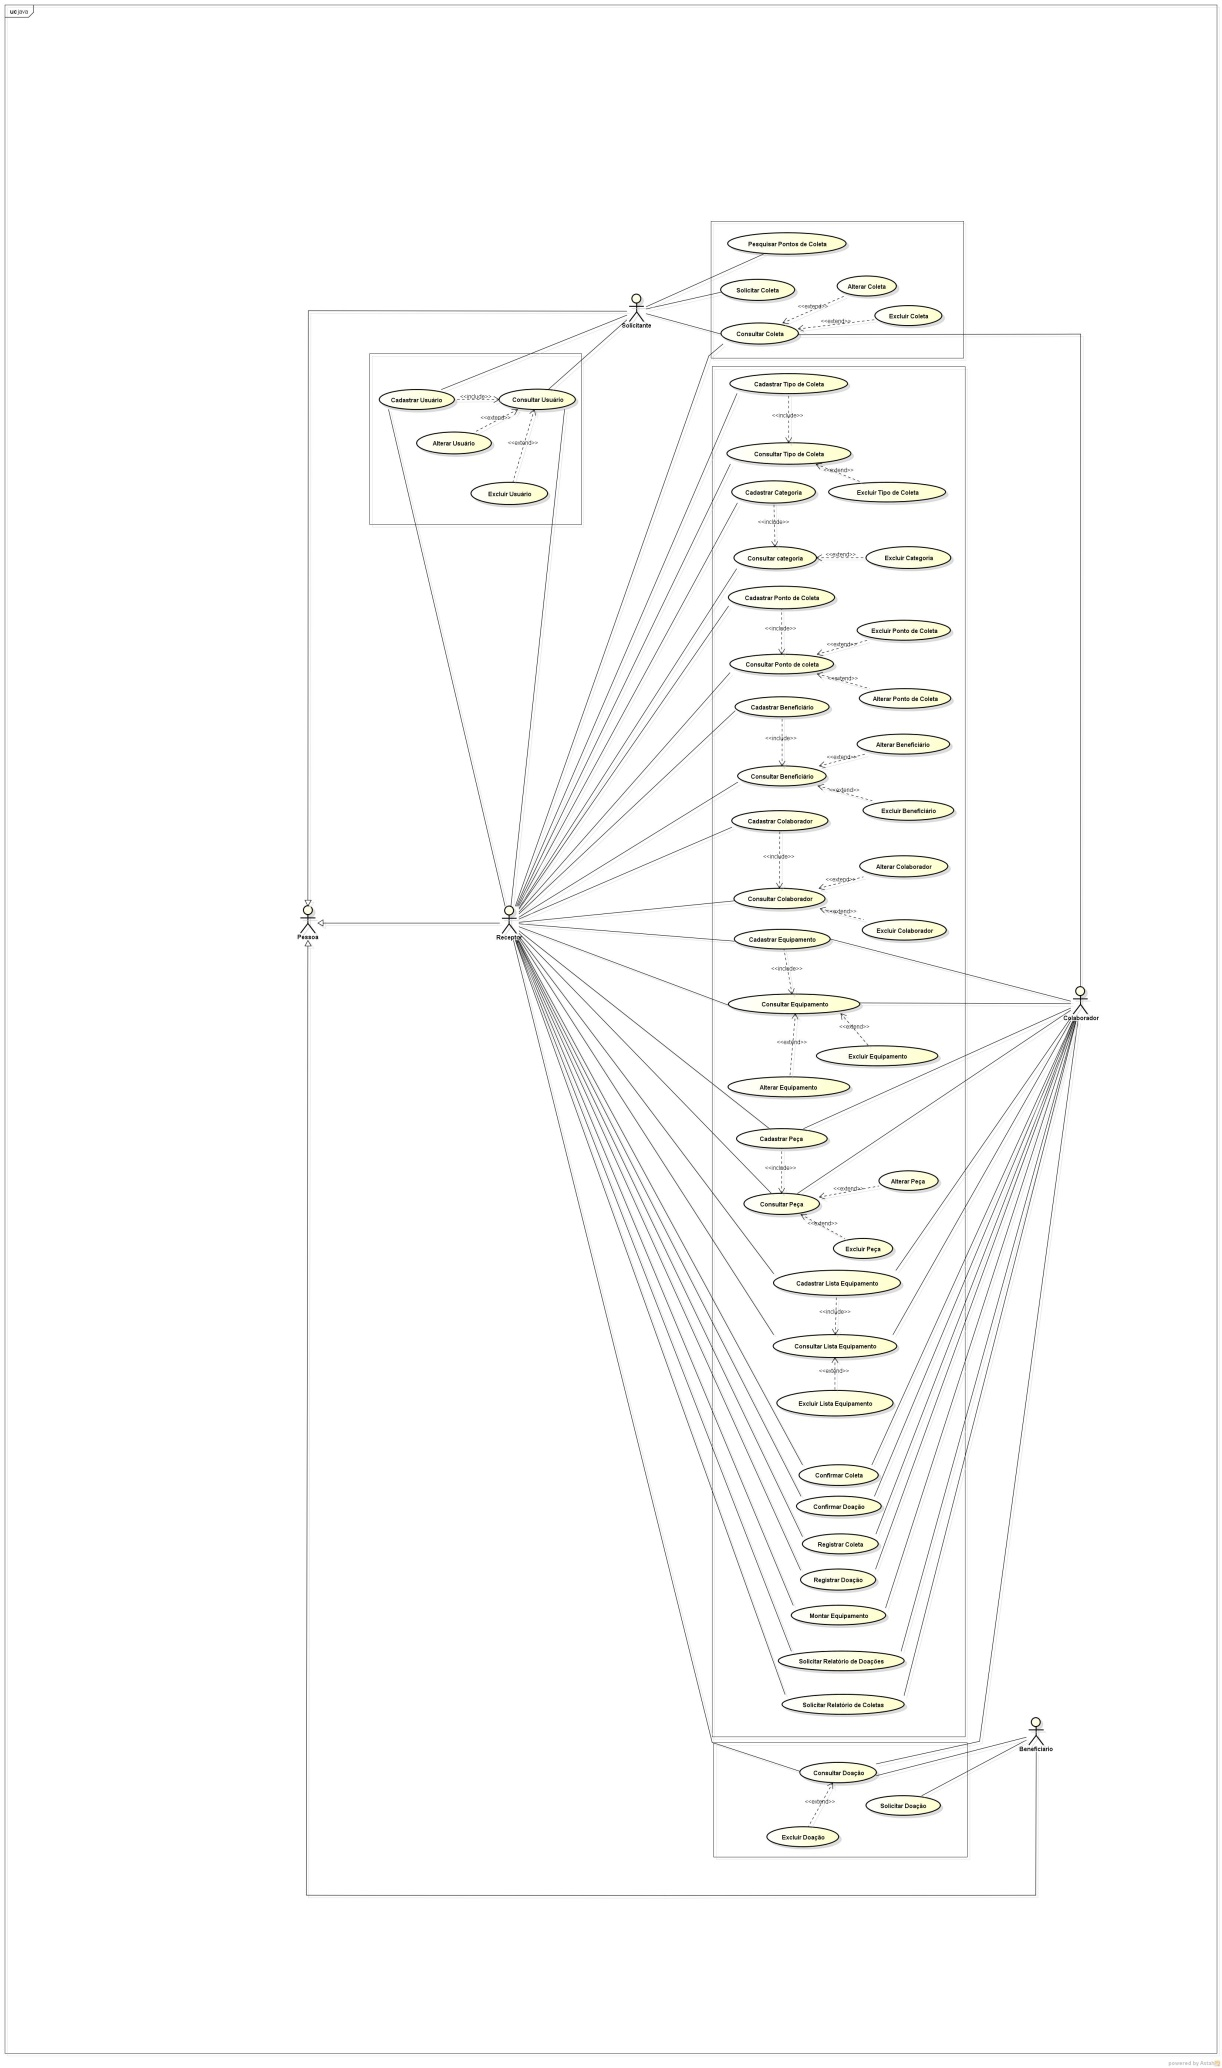 uc java
Pesquisar Pontos de Coleta
Solicitar Coleta
Alterar Coleta
<<extend>>
Excluir Coleta
<<extend>>
Consultar Coleta
Solicitante
Cadastrar Usuário
<<include>>
Consultar Usuário
<<extend>>
Alterar Usuário
<<extend>>
Excluir Usuário
Cadastrar Tipo de Coleta
<<include>>
Consultar Tipo de Coleta
<<extend>>
Excluir Tipo de Coleta
Cadastrar Categoria
<<include>>
Consultar categoria
<<extend>>
Excluir Categoria
Cadastrar Ponto de Coleta
<<include>>
Excluir Ponto de Coleta
<<extend>>
Consultar Ponto de coleta
<<extend>>
Alterar Ponto de Coleta
Cadastrar Beneficiário
<<include>>
Alterar Beneficiário
<<extend>>
Consultar Beneficiário
<<extend>>
Excluir Beneficiário
Cadastrar Colaborador
<<include>>
Alterar Colaborador
<<extend>>
Consultar Colaborador
<<extend>>
Excluir Colaborador
Pessoa
Receptor
Cadastrar Equipamento
<<include>>
Consultar Equipamento
Colaborador
<<extend>>
<<extend>>
Excluir Equipamento
Alterar Equipamento
Cadastrar Peça
<<include>>
Alterar Peça
<<extend>>
Consultar Peça
<<extend>>
Excluir Peça
Cadastrar Lista Equipamento
<<include>>
Consultar Lista Equipamento
<<extend>>
Excluir Lista Equipamento
Confirmar Coleta
Confirmar Doação
Registrar Coleta
Registrar Doação
Montar Equipamento
Solicitar Relatório de Doações
Solicitar Relatório de Coletas
Beneficiario
Consultar Doação
<<extend>>
Solicitar Doação
Excluir Doação
powered by Astah